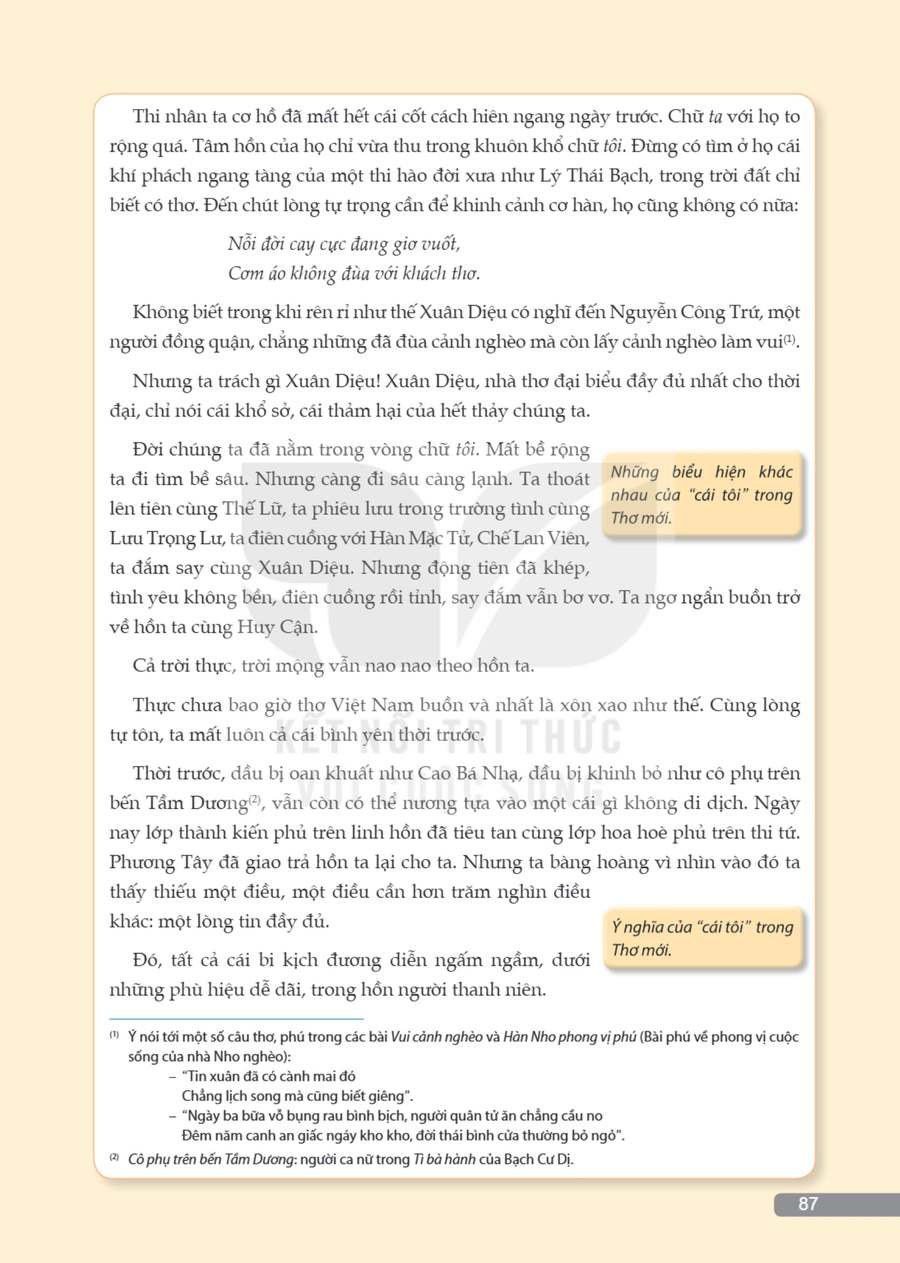 Thi nhân ta cơ hồ đã mất hết cái cốt cách hiên ngang ngày trước. Chữ ta với họ to
rộng quá. Tâm hồn của họ chỉ vừa thu trong khuôn khổ chữ tôi. Đừng có tìm ở họ cái
khí phách ngang tàng của một thi hào đời xưa như Lý Thái Bạch, trong trời đất chỉ
biết có thơ. Đến chút lòng tự trọng cần để khinh cảnh cơ hàn, họ cũng không có nữa:
Nỗi đời cay cực đang giơ vuốt,
Cơm áo không đùa với khách thơ.
Không biết trong khi rên rỉ như thế Xuân Diệu có nghĩ đến Nguyễn Công Trứ, một
người đồng quận, chẳng những đã đùa cảnh nghèo mà còn lấy cảnh nghèo làm vui(1).
Nhưng ta trách gì Xuân Diệu! Xuân Diệu, nhà thơ đại biểu đầy đủ nhất cho thời
đại, chỉ nói cái khổ sở, cái thảm hại của hết thảy chúng ta.
Đời chúng ta đã nằm trong vòng chữ tôi. Mất bề rộng
ta đi tìm bề sâu. Nhưng càng đi sâu càng lạnh. Ta thoát
lên tiên cùng Thế Lữ, ta phiêu lưu trong trường tình cùng
Lưu Trọng Lư, ta điên cuồng với Hàn Mặc Tử, Chế Lan Viên,
ta đắm say cùng Xuân Diệu. Nhưng động tiên đã khép,
tình yêu không bền, điên cuồng rồi tỉnh, say đắm vẫn bơ vơ. Ta ngơ ngẩn buồn trở
về hồn ta cùng Huy Cận.
Những biểu hiện khác
nhau của “cái tôi” trong
Thơ mới.
Cả trời thực, trời mộng vẫn nao nao theo hồn ta.
Thực chưa bao giờ thơ Việt Nam buồn và nhất là xôn xao như thế. Cùng lòng
tự tôn, ta mất luôn cả cái bình yên thời trước.
KẾT NỐI TRI THỨC
VỚI CUỘC SỐNG
Thời trước, dầu bị oan khuất như Cao Bá Nhạ, dầu bị khinh bỏ như cô phụ trên
bến Tầm Dương(2), vẫn còn có thể nương tựa vào một cái gì không di dịch. Ngày
nay lớp thành kiến phủ trên linh hồn đã tiêu tan cùng lớp hoa hoè phủ trên thi tứ.
Phương Tây đã giao trả hồn ta lại cho ta. Nhưng ta bàng hoàng vì nhìn vào đó ta
thấy thiếu một điều, một điều cần hơn trăm nghìn điều
khác: một lòng tin đầy đủ.
Ý nghĩa của “cái tôi” trong
Thơ mới.
Đó, tất cả cái bi kịch đương diễn ngấm ngầm, dưới
những phù hiệu dễ dãi, trong hồn người thanh niên.
(1) Ý nói tới một số câu thơ, phú trong các bài Vui cảnh nghèo và Hàn Nho phong vị phú (Bài phú về phong vị cuộc
sống của nhà Nho nghèo):
– “Tin xuân đã có cành mai đó
Chẳng lịch song mà cũng biết giêng”.
– “Ngày ba bữa vỗ bụng rau bình bịch, người quân tử ăn chẳng cầu no
Đêm năm canh an giấc ngáy kho kho, đời thái bình cửa thường bỏ ngỏ”.
(2) Cô phụ trên bến Tầm Dương: người ca nữ trong Tì bà hành của Bạch Cư Dị.
87